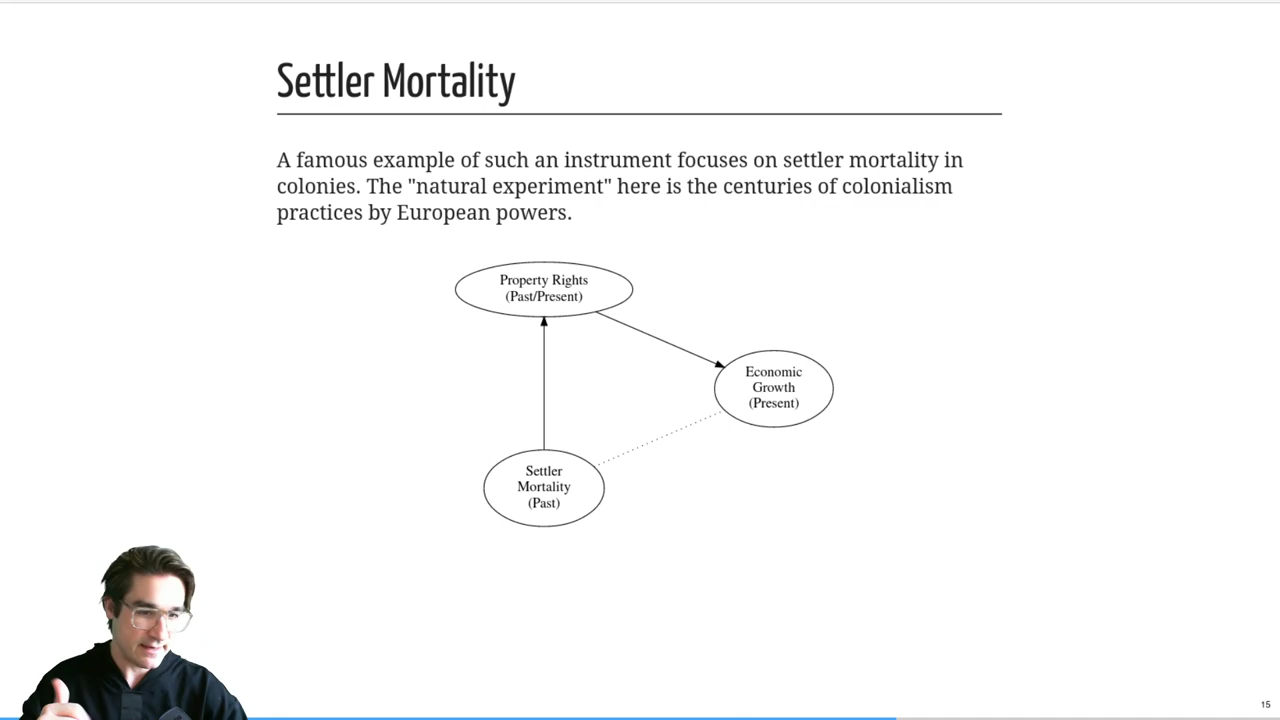 Settler Mortality
A famous example of such an instrument focuses on settler mortality in
colonies. The "natural experiment" here is the centuries of colonialism
practices by European powers.
Property Rights
(Past/Present)
Economic
Growth
(Present)
Settler
Mortality
(Past)
15